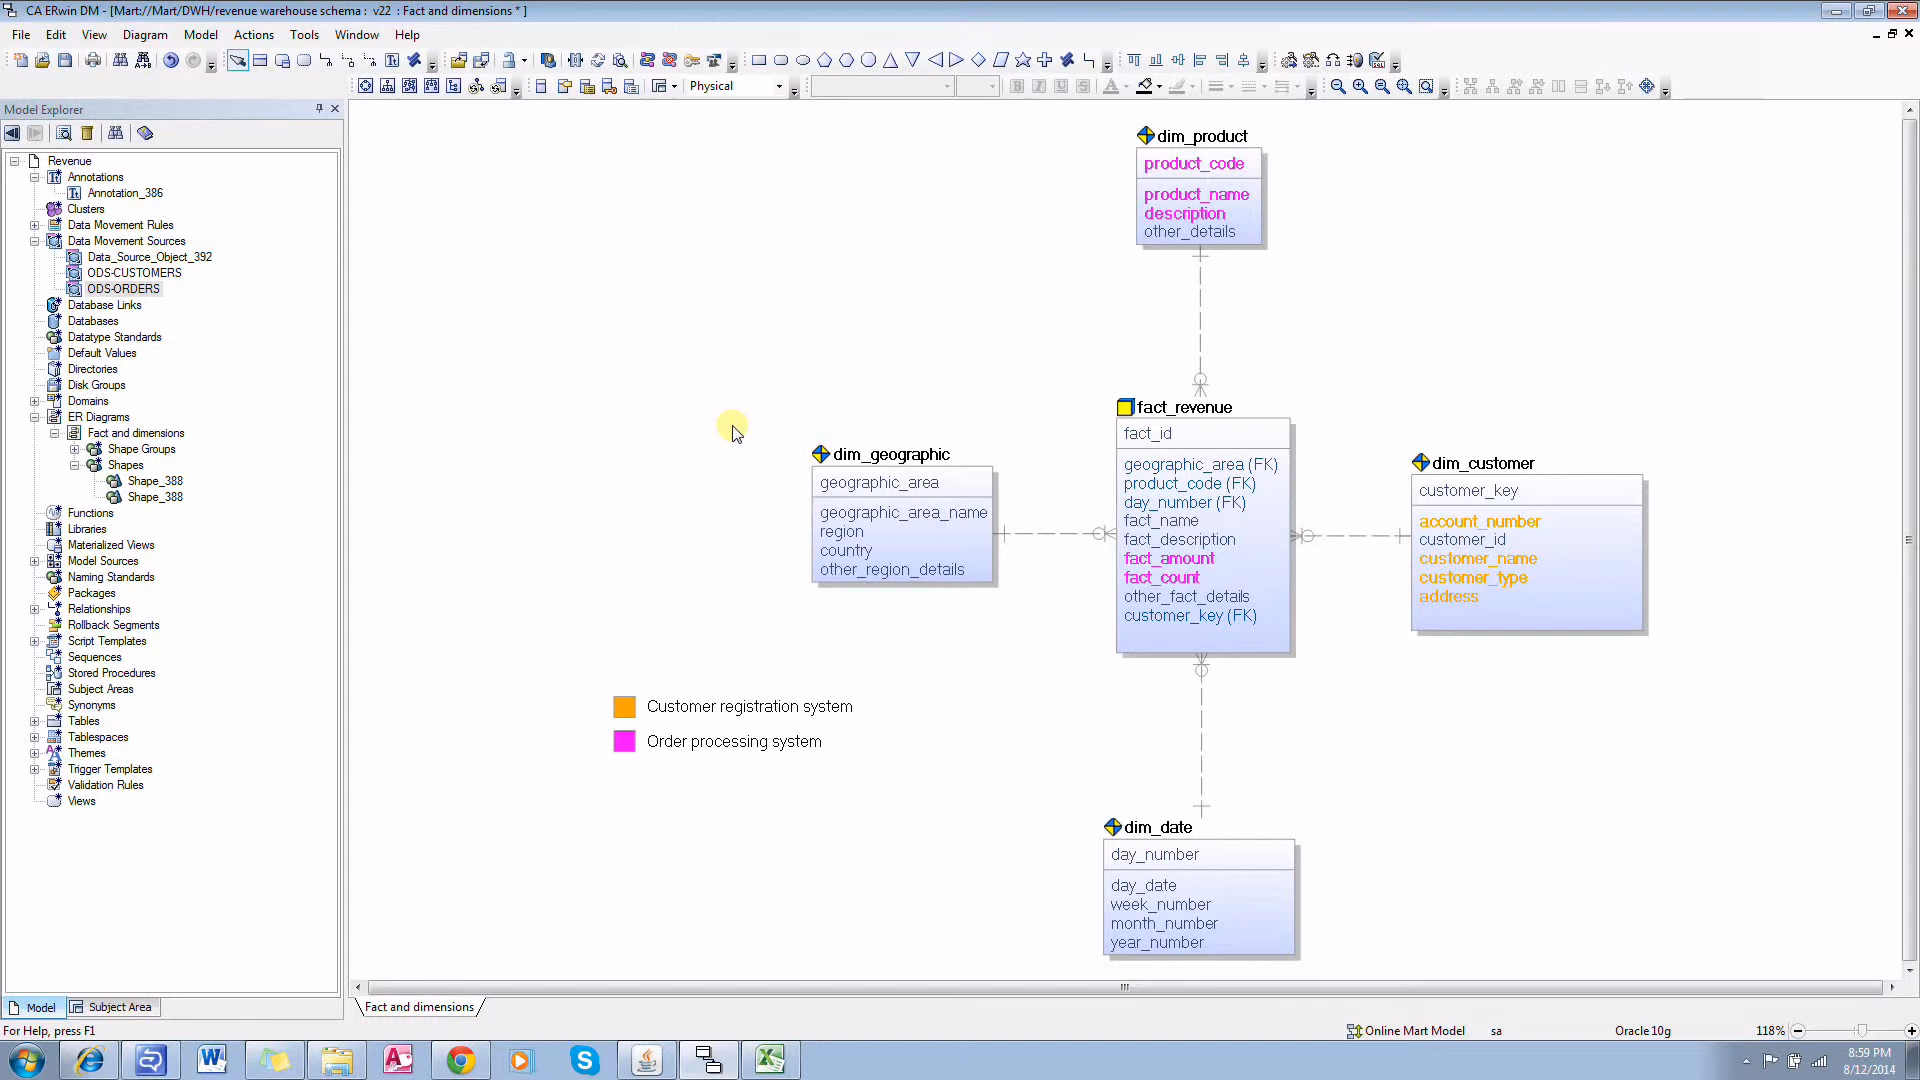 CA ERwin DM - [Mart://Mart/DWH/revenue warehouse schema : v22 : Fact and dimensions * ]
File Edit View Diagram Model Actions Tools Window Help
Physical
Model Explorer
Revenue
Annotations
Annotation_386
Clusters
Data Movement Rules
Data Movement Sources
Data_Source_Object_392
ODS-CUSTOMERS
ODS-ORDERS
Database Links
Databases
Datatype Standards
Default Values
Directories
Disk Groups
Domains
ER Diagrams
Fact and dimensions
Shape Groups
Shapes
Shape_388
Shape_388
Functions
Libraries
Materialized Views
Model Sources
Naming Standards
Packages
Relationships
Rollback Segments
Script Templates
Sequences
Stored Procedures
Subject Areas
Synonyms
Tables
Tablespaces
Themes
Trigger Templates
Validation Rules
Views
Model Subject Area
dim_product
product_code
product_name
description
other_details
fact_revenue
fact_id
geographic_area (FK)
product_code (FK)
day_number (FK)
fact_name
fact_description
fact_amount
fact_count
other_fact_details
customer_key (FK)
dim_geographic
geographic_area
geographic_area_name
region
country
other_region_details
dim_customer
customer_key
account_number
customer_id
customer_name
customer_type
address
Customer registration system
Order processing system
dim_date
day_number
day_date
week_number
month_number
year_number
Fact and dimensions
For Help, press F1
Online Mart Model sa Oracle 10g 118%
8:59 PM
8/12/2014